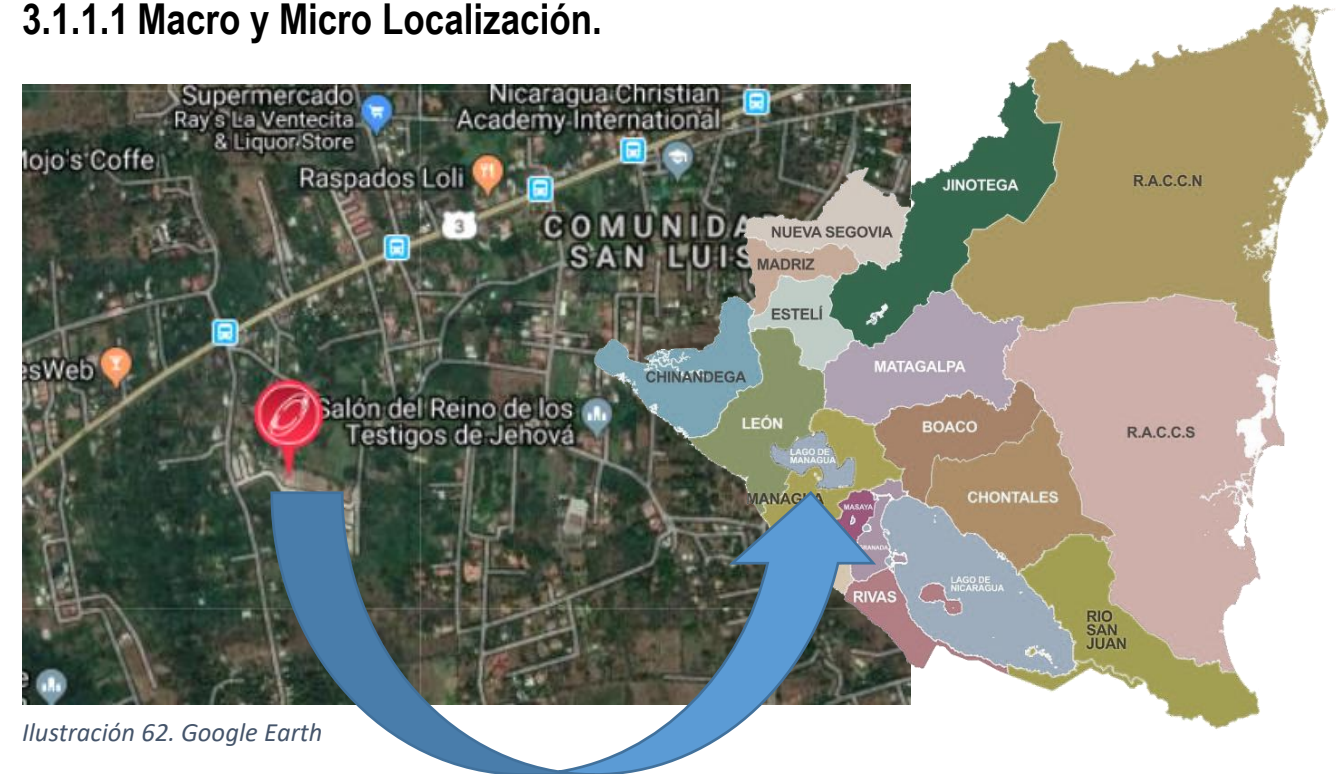 3.1.1.1 Macro y Micro Localización.
Supermercado
Ray's La Ventecita
& Liquor Store
Nicaragua Christian
Academy International
lojo's Coffe
Raspados Loli
3
COMUNIDA
SAN LUIS
esWeb
Salón del Reino de los
Testigos de Jehová
e
JINOTEGA
R.A.C.C.N
NUEVA SEGOVIA
MADRIZ
ESTELÍ
CHINANDEGA
MATAGALPA
LEÓN
BOACO
R.A.C.C.S
LAGO DE
MANAGUA
MANAGUA
CHONTALES
MASAYA
RANADA
RIVAS
LAGO DE
NICARAGUA
RIO
SAN
JUAN
Ilustración 62. Google Earth